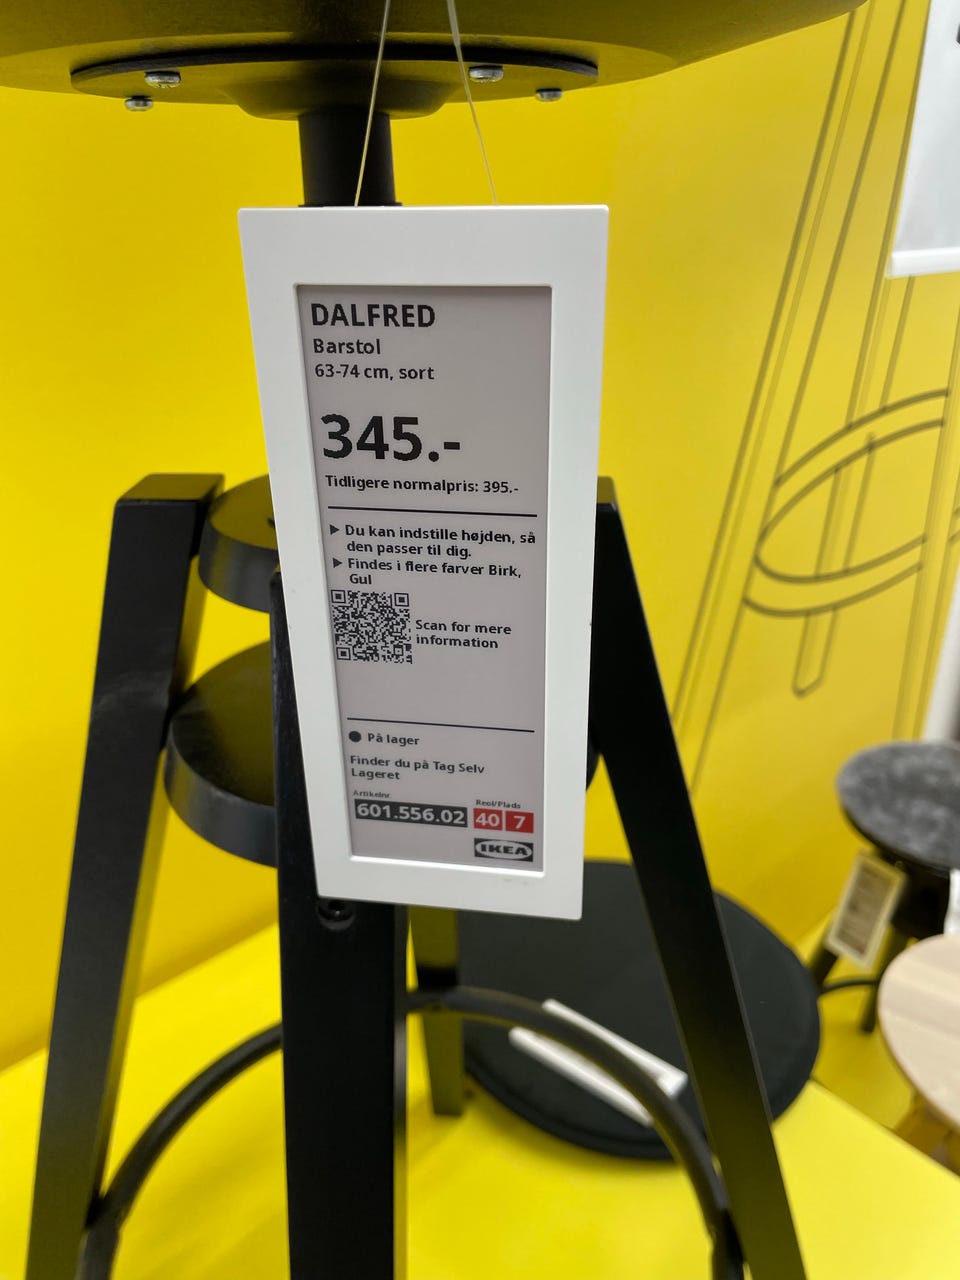 DALFRED
Barstol
63-74 cm, sort
345.-
Tidligere normalpris: 395.-
▶ Du kan indstille højden, så
den passer til dig.
▶ Findes i flere farver Birk,
Gul
Scan for mere
information
● På lager
Finder du på Tag Selv
Lageret
Artikelnr
Reol/Plads
601.556.02 40 7
IKEA